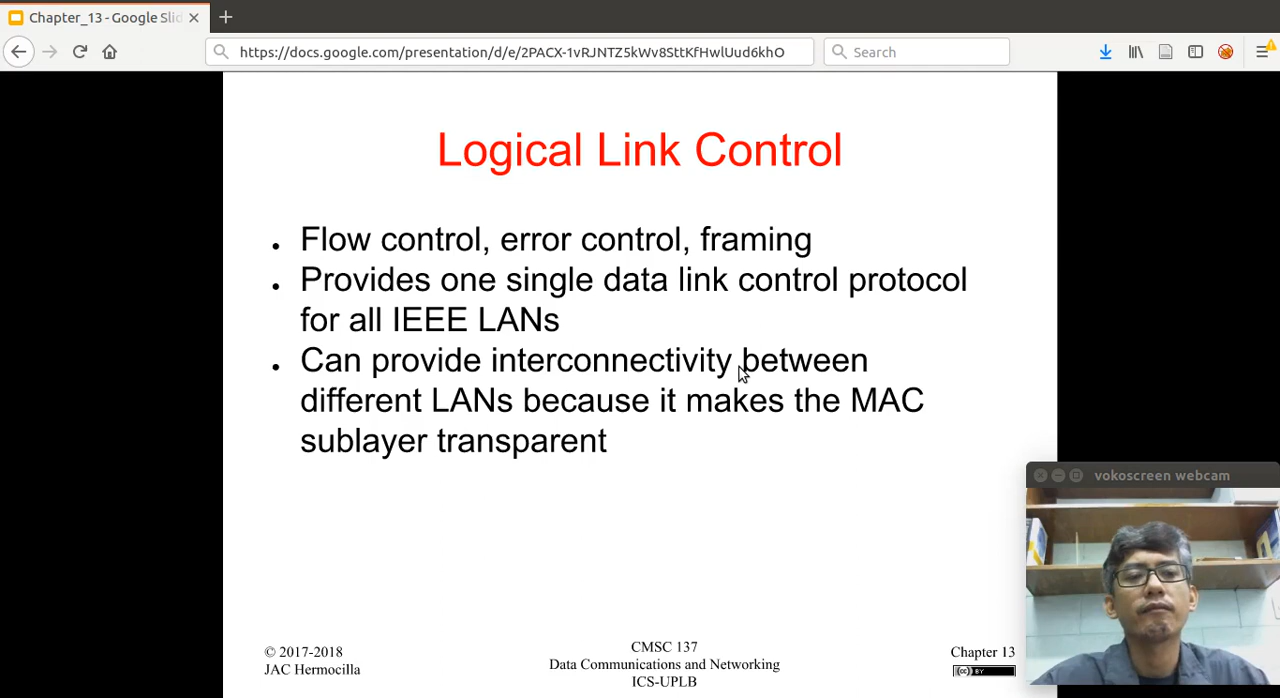 Chapter_13 - Google Slid
https://docs.google.com/presentation/d/e/2PACX-1vRJNTZ5kWv8SttKfHwlUud6khO
Search
Logical Link Control
• Flow control, error control, framing
• Provides one single data link control protocol
for all IEEE LANs
• Can provide interconnectivity between
different LANs because it makes the MAC
sublayer transparent
vokoscreen webcam
© 2017-2018
JAC Hermocilla
CMSC 137
Data Communications and Networking
ICS-UPLB
Chapter 13
(cc) BY